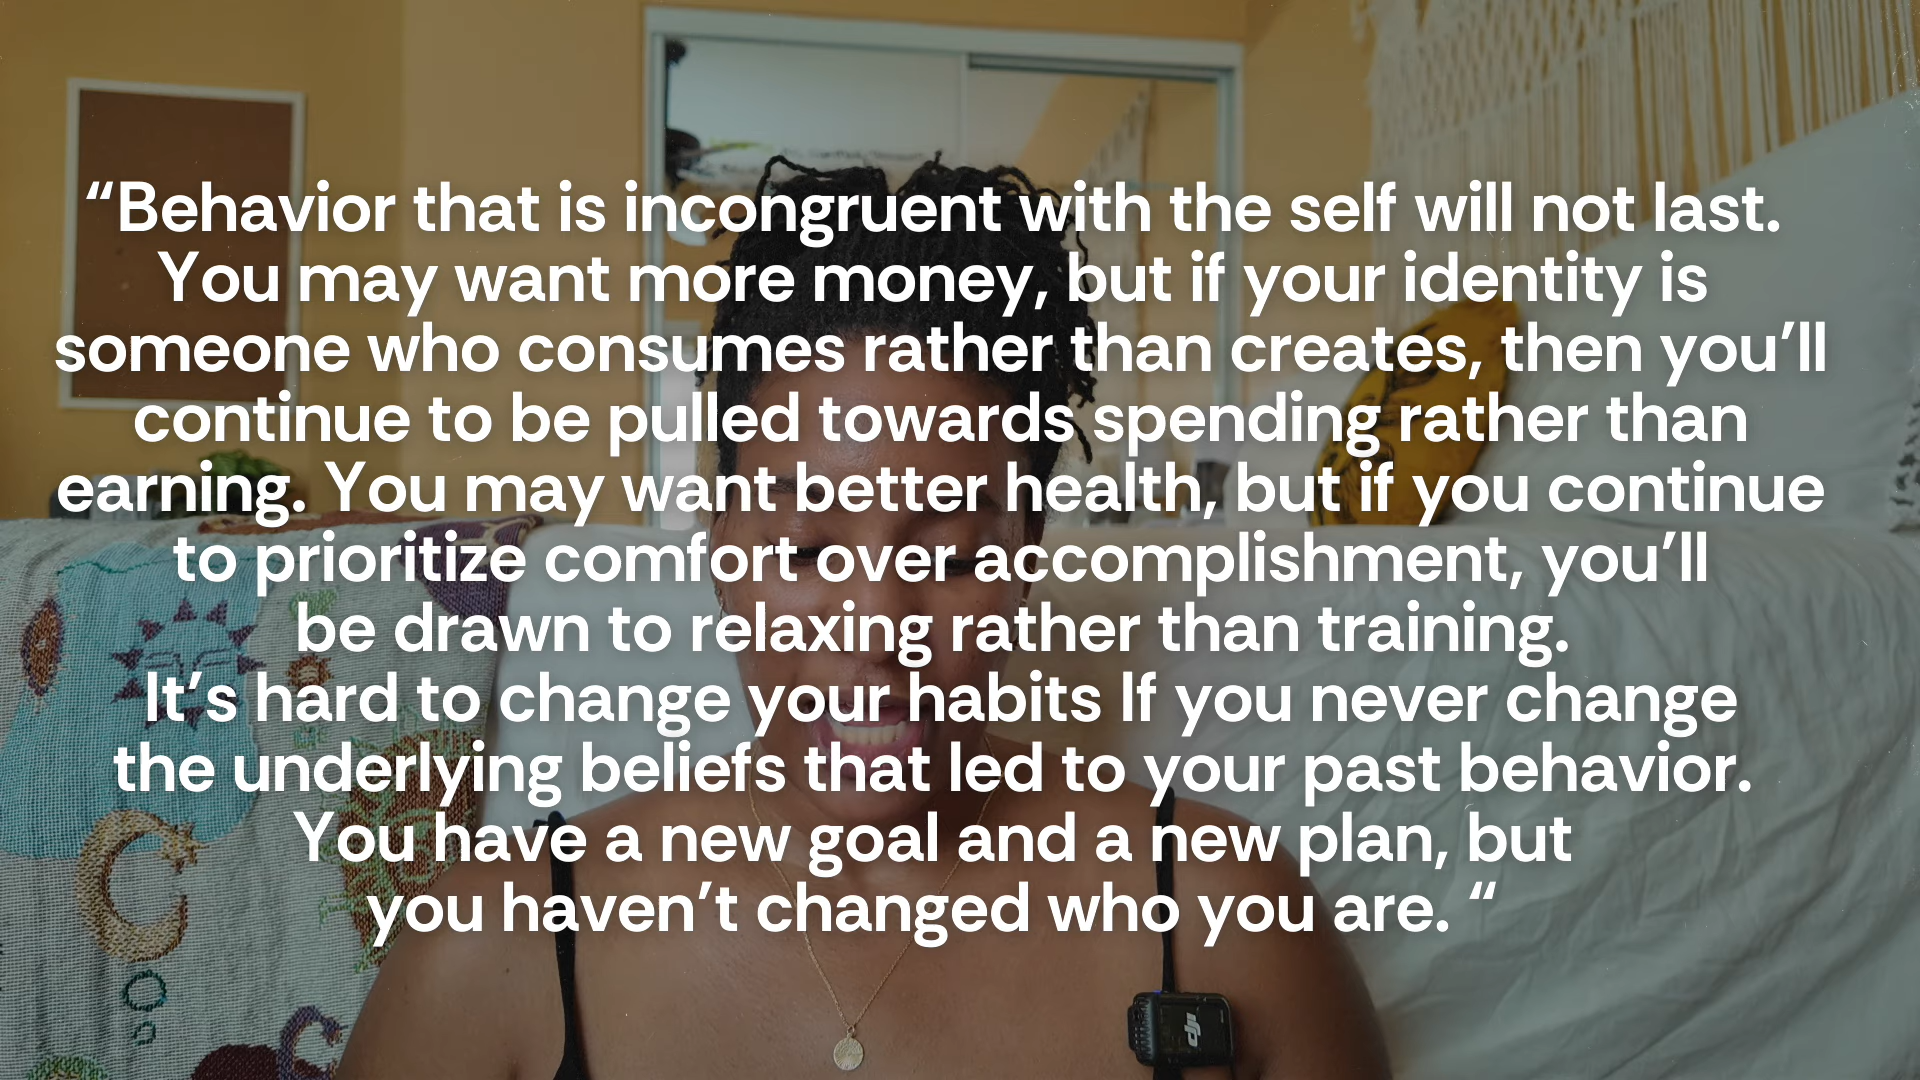 “Behavior that is incongruent with the self will not last.
You may want more money, but if your identity is
someone who consumes rather than creates, then you’ll
continue to be pulled towards spending rather than
earning. You may want better health, but if you continue
to prioritize comfort over accomplishment, you’ll
be drawn to relaxing rather than training.
It’s hard to change your habits If you never change
the underlying beliefs that led to your past behavior.
You have a new goal and a new plan, but
you haven’t changed who you are. “
dji